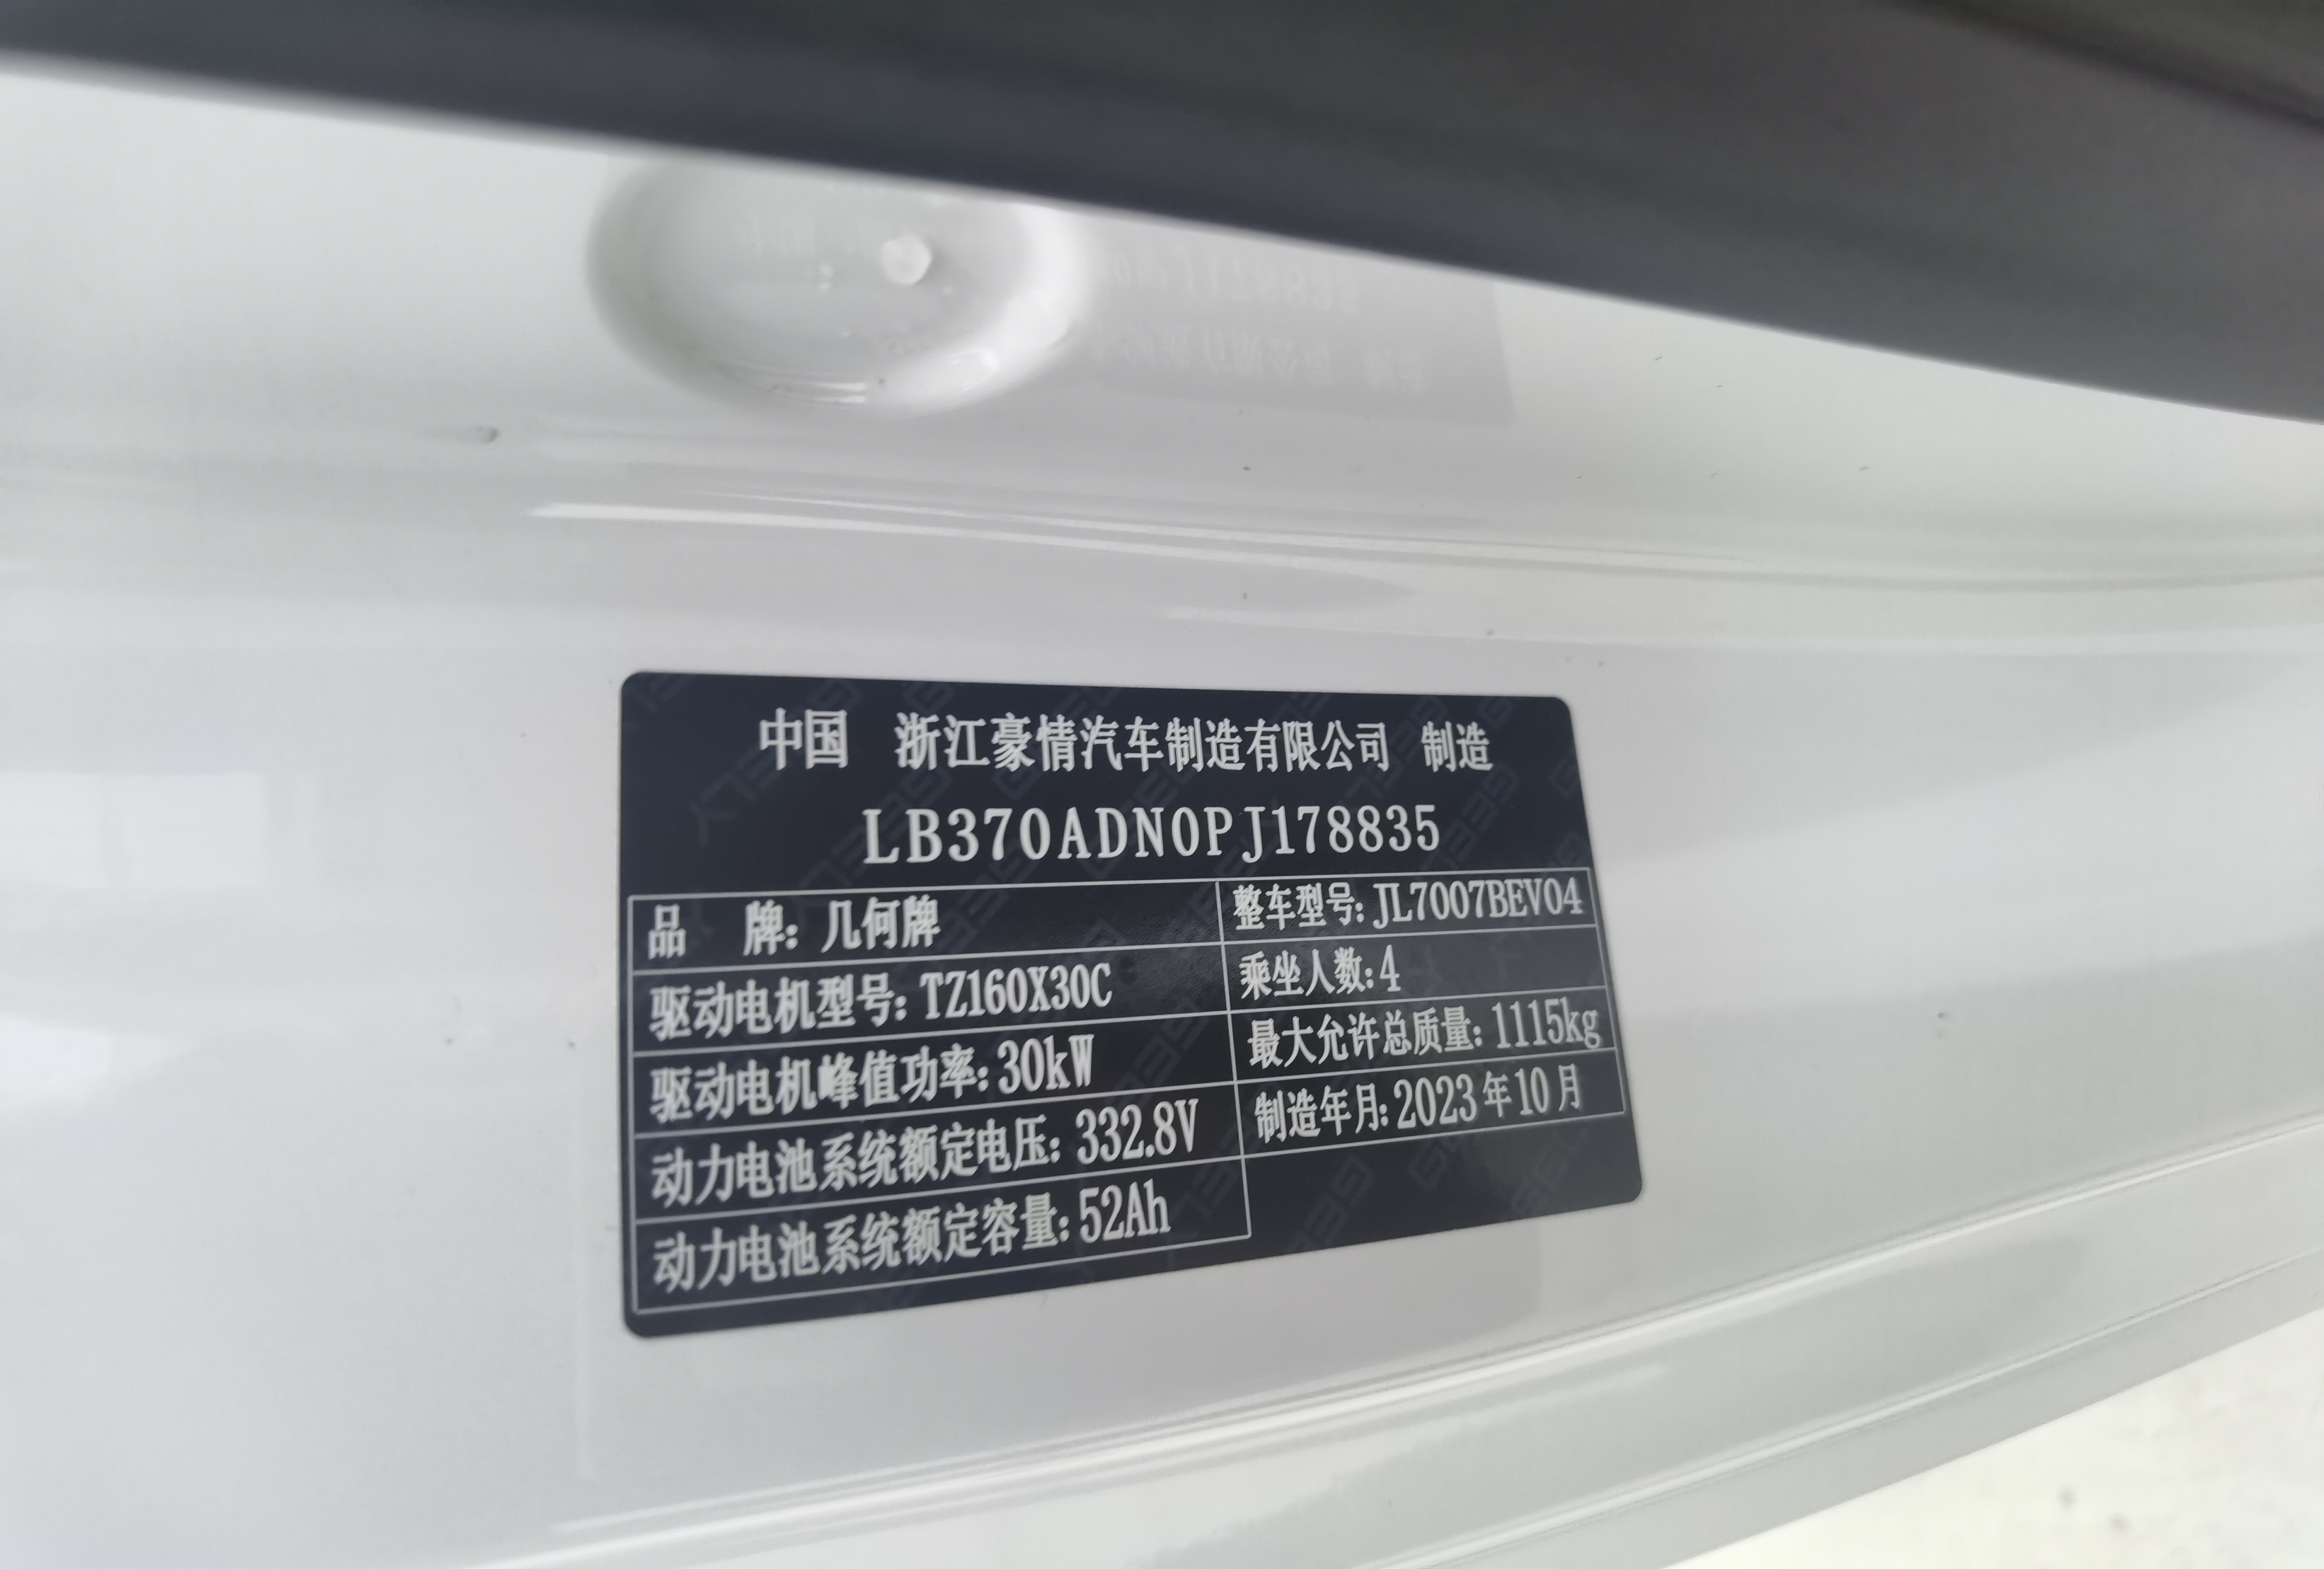 中国 浙江豪情汽车制造有限公司 制造
LB370ADN0PJ178835
品 牌: 几何牌
整车型号: JL7007BEV04
驱动电机型号: TZ160X30C
乘坐人数: 4
驱动电机峰值功率: 30kW
最大允许总质量: 1115kg
动力电池系统额定电压: 332.8V
制造年月: 2023年10月
动力电池系统额定容量: 52Ah